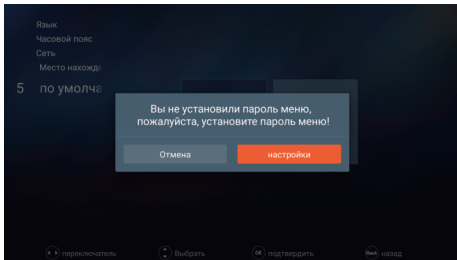 Язык
Часовой пояс
Сеть
Место нахожде
5 по умолча
Вы не установили пароль меню,
пожалуйста, установите пароль меню!
Отмена
настройки
переключатель
Выбрать
OK подтвердить
Back назад